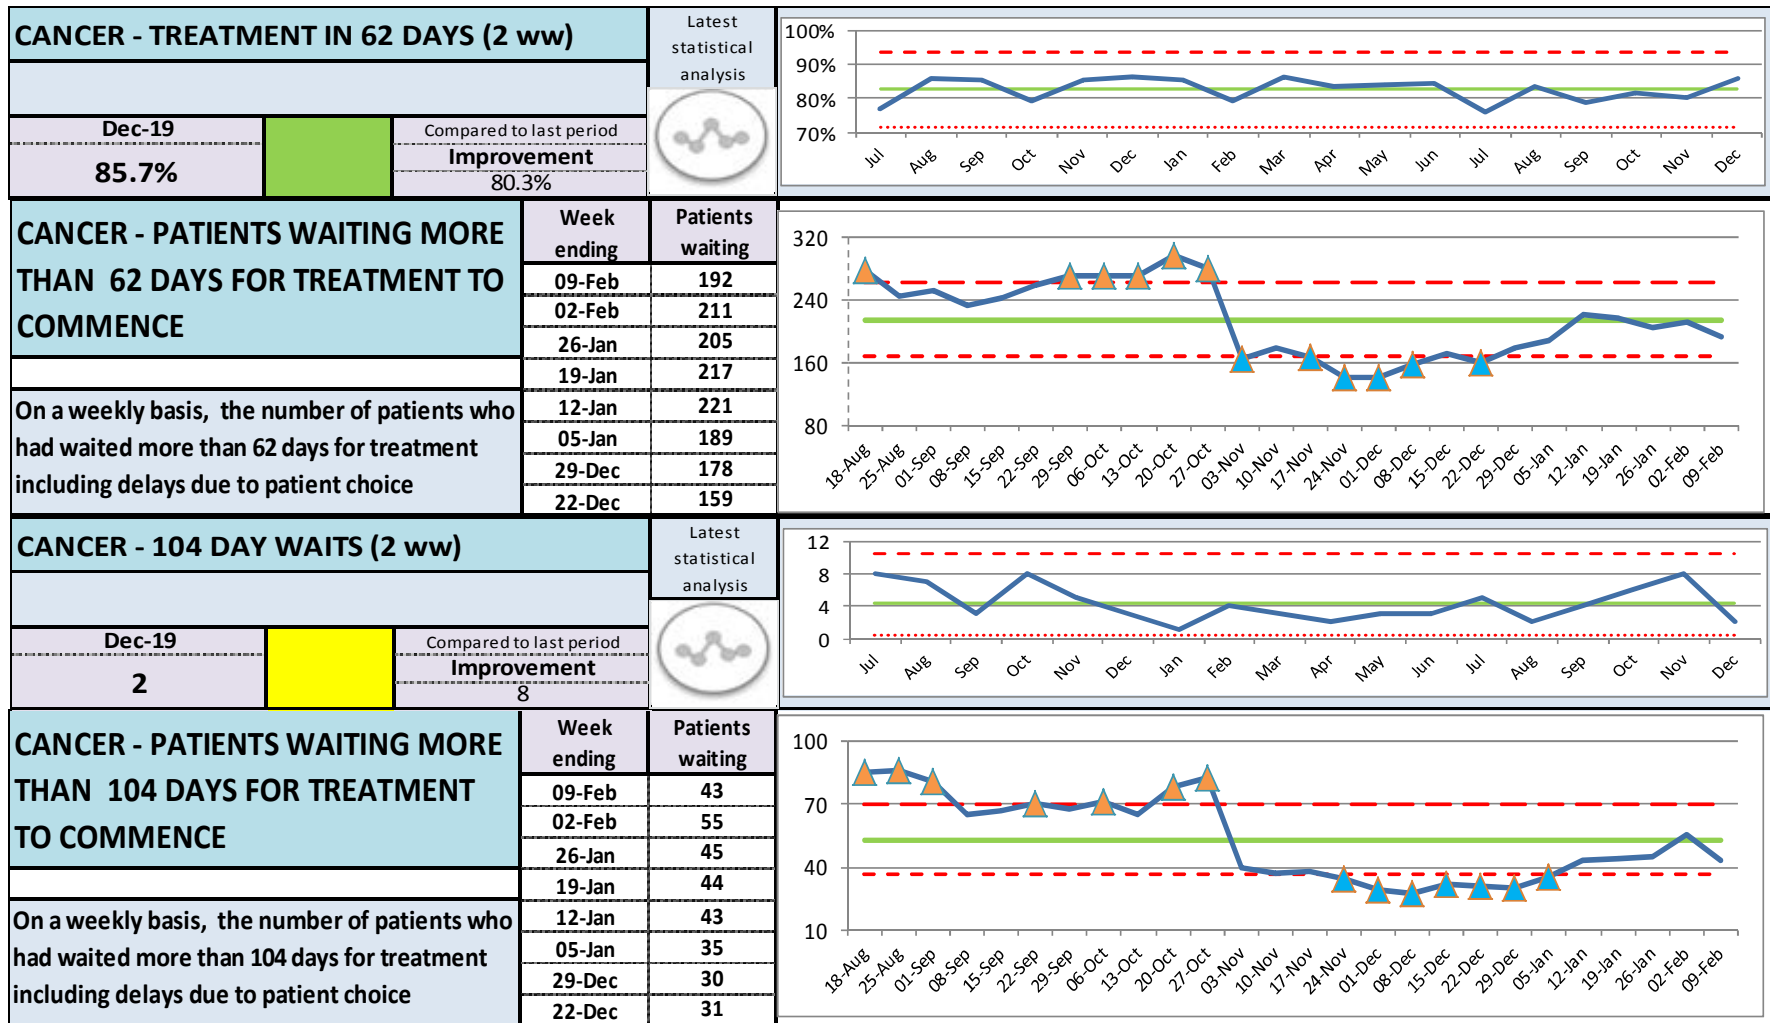 CANCER - TREATMENT IN 62 DAYS (2 ww)
Latest
statistical
analysis
Dec-19
85.7%
Compared to last period
Improvement
80.3%
100%
90%
80%
70%
Jul Aug Sep Oct Nov Dec Jan Feb Mar Apr May Jun Jul Aug Sep Oct Nov Dec
CANCER - PATIENTS WAITING MORE
THAN 62 DAYS FOR TREATMENT TO
COMMENCE
On a weekly basis, the number of patients who
had waited more than 62 days for treatment
including delays due to patient choice
Week ending Patients waiting
09-Feb 192
02-Feb 211
26-Jan 205
19-Jan 217
12-Jan 221
05-Jan 189
29-Dec 178
22-Dec 159
320
240
160
80
18-Aug 25-Aug 01-Sep 08-Sep 15-Sep 22-Sep 29-Sep 06-Oct 13-Oct 20-Oct 27-Oct 03-Nov 10-Nov 17-Nov 24-Nov 01-Dec 08-Dec 15-Dec 22-Dec 29-Dec 05-Jan 12-Jan 19-Jan 26-Jan 02-Feb 09-Feb
CANCER - 104 DAY WAITS (2 ww)
Latest
statistical
analysis
Dec-19
2
Compared to last period
Improvement
8
12
8
4
0
Jul Aug Sep Oct Nov Dec Jan Feb Mar Apr May Jun Jul Aug Sep Oct Nov Dec
CANCER - PATIENTS WAITING MORE
THAN 104 DAYS FOR TREATMENT
TO COMMENCE
On a weekly basis, the number of patients who
had waited more than 104 days for treatment
including delays due to patient choice
Week ending Patients waiting
09-Feb 43
02-Feb 55
26-Jan 45
19-Jan 44
12-Jan 43
05-Jan 35
29-Dec 30
22-Dec 31
100
70
40
10
18-Aug 25-Aug 01-Sep 08-Sep 15-Sep 22-Sep 29-Sep 06-Oct 13-Oct 20-Oct 27-Oct 03-Nov 10-Nov 17-Nov 24-Nov 01-Dec 08-Dec 15-Dec 22-Dec 29-Dec 05-Jan 12-Jan 19-Jan 26-Jan 02-Feb 09-Feb